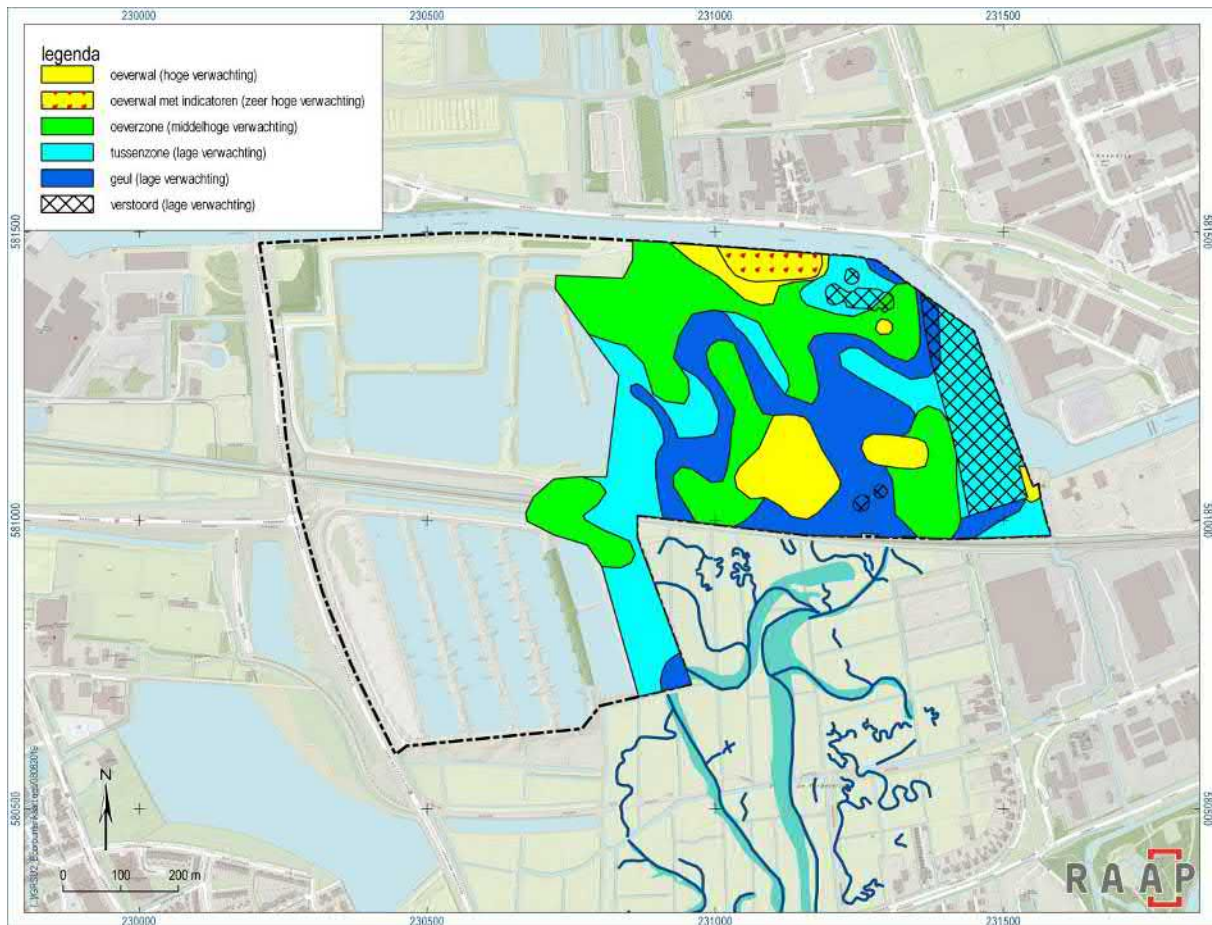 230000 230500 231000 231500
legenda
oeverwal (hoge verwachting)
oeverwal met indicatoren (zeer hoge verwachting)
oeverzone (middelhoge verwachting)
tussenzone (lage verwachting)
geul (lage verwachting)
verstoord (lage verwachting)
581500 581500
581000 581000
580500 580500
N
0 100 200 m
RAAP
230000 230500 231000 231500